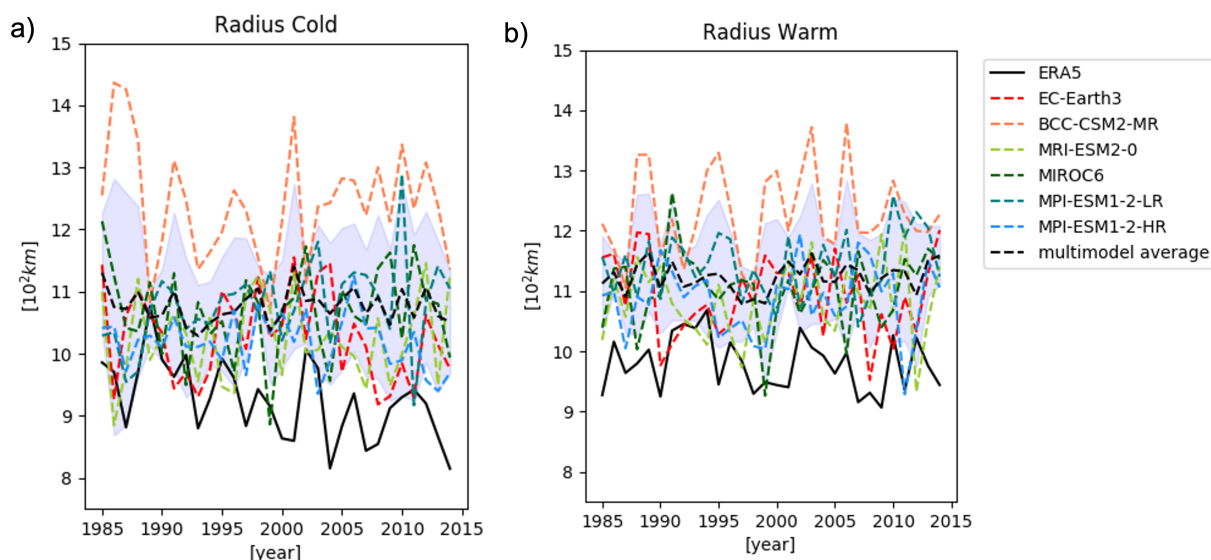 a)
Radius Cold
15
14
13
12
11
10
9
8
[10²km]
1985 1990 1995 2000 2005 2010 2015
[year]
b)
Radius Warm
15
14
13
12
11
10
9
8
[10²km]
1985 1990 1995 2000 2005 2010 2015
[year]
ERA5
EC-Earth3
BCC-CSM2-MR
MRI-ESM2-0
MIROC6
MPI-ESM1-2-LR
MPI-ESM1-2-HR
multimodel average